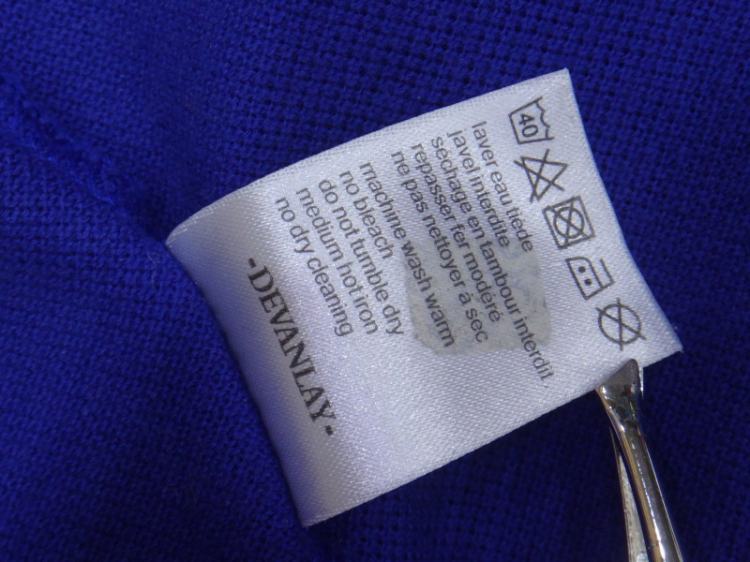 40
laver eau tiède
javel interdite
séchage en tambour interdit
repasser fer modéré
ne pas nettoyer à sec
machine wash warm
no bleach
do not tumble dry
medium hot iron
no dry cleaning
-DEVANLAY-